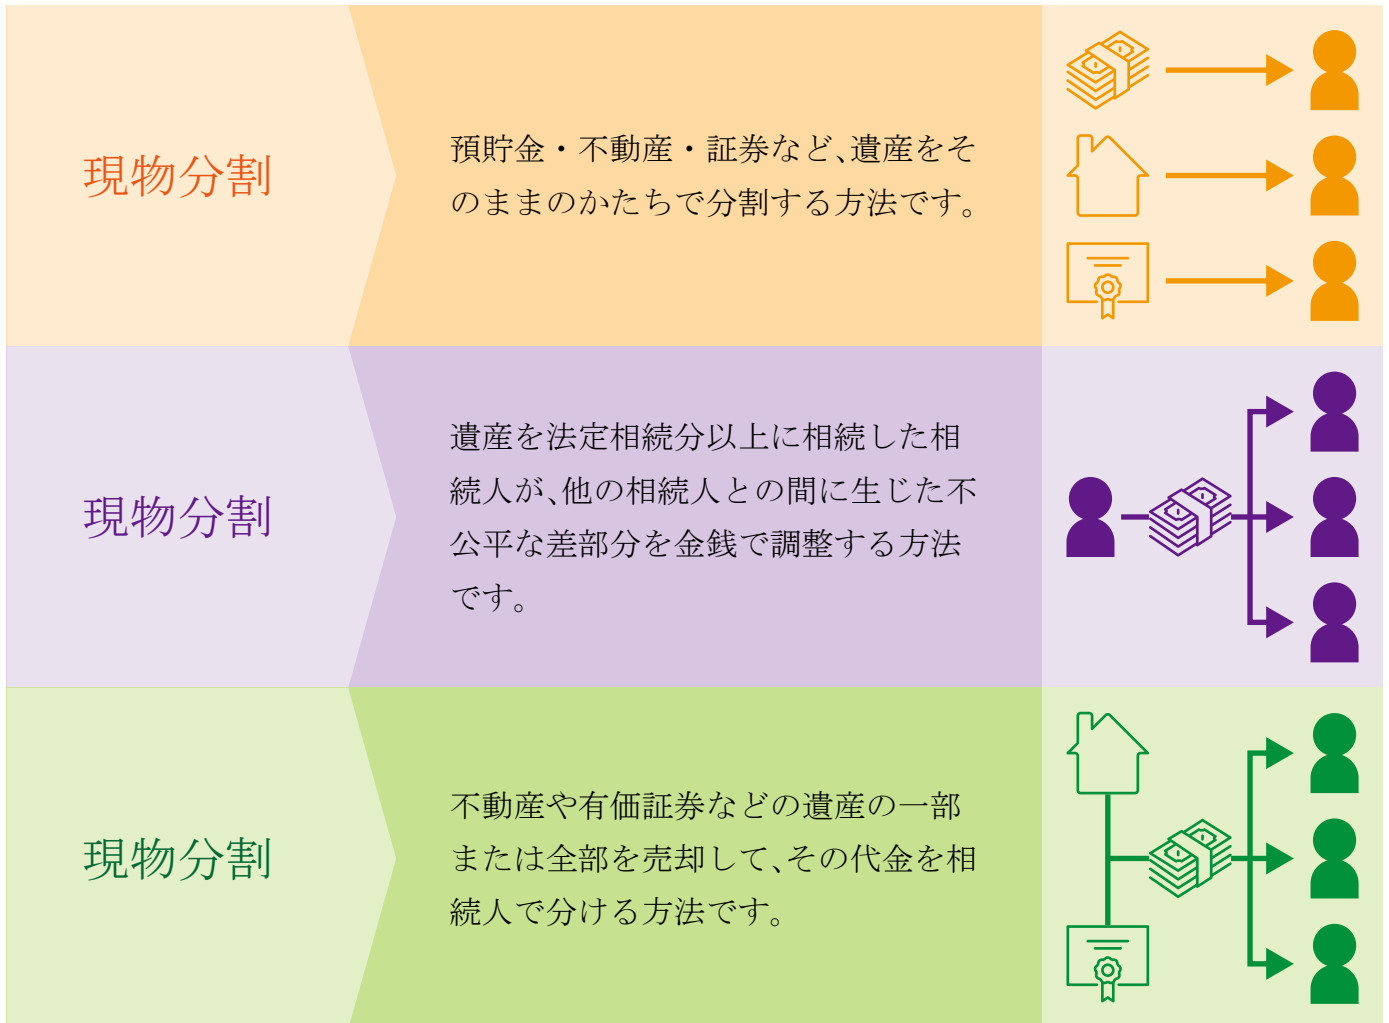 現物分割
預貯金・不動産・証券など、遺産をそ
のままのかたちで分割する方法です。
現物分割
遺産を法定相続分以上に相続した相
続人が、他の相続人との間に生じた不
公平な差部分を金銭で調整する方法
です。
現物分割
不動産や有価証券などの遺産の一部
または全部を売却して、その代金を相
続人で分ける方法です。